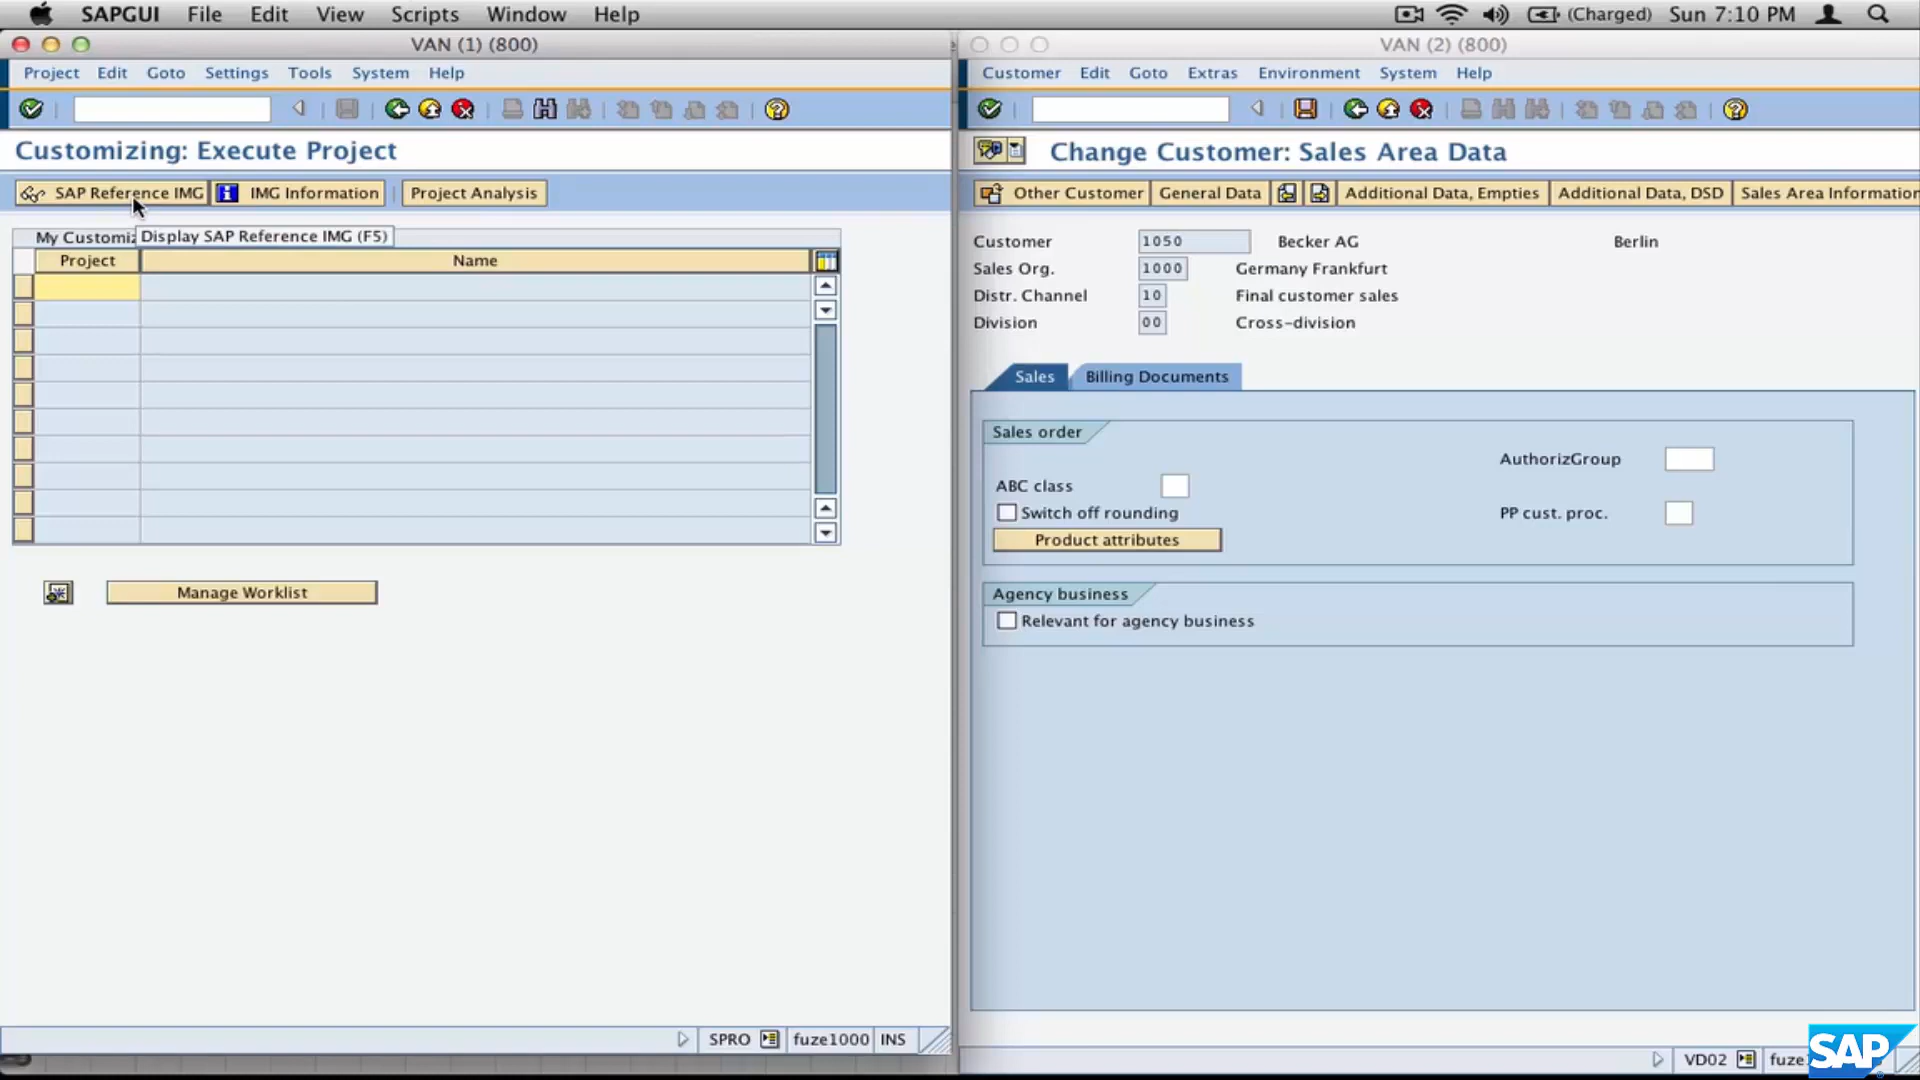 SAPGUI File Edit View Scripts Window Help (Charged) Sun 7:10 PM
VAN (1) (800)
Project Edit Goto Settings Tools System Help
Customizing: Execute Project
SAP Reference IMG IMG Information Project Analysis
My Customiz
Display SAP Reference IMG (F5)
Project Name
Manage Worklist
SPRO fuze1000 INS
VAN (2) (800)
Customer Edit Goto Extras Environment System Help
Change Customer: Sales Area Data
Other Customer General Data Additional Data, Empties Additional Data, DSD Sales Area Information
Customer 1050 Becker AG Berlin
Sales Org. 1000 Germany Frankfurt
Distr. Channel 10 Final customer sales
Division 00 Cross-division
Sales Billing Documents
Sales order
AuthorizGroup
ABC class
Switch off rounding PP cust. proc.
Product attributes
Agency business
Relevant for agency business
VD02 fuze
SAP